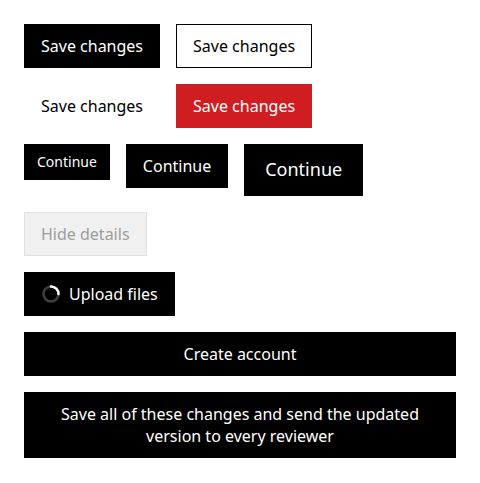 Save changes
Save changes
Save changes
Save changes
Continue
Continue
Continue
Hide details
Upload files
Create account
Save all of these changes and send the updated
version to every reviewer